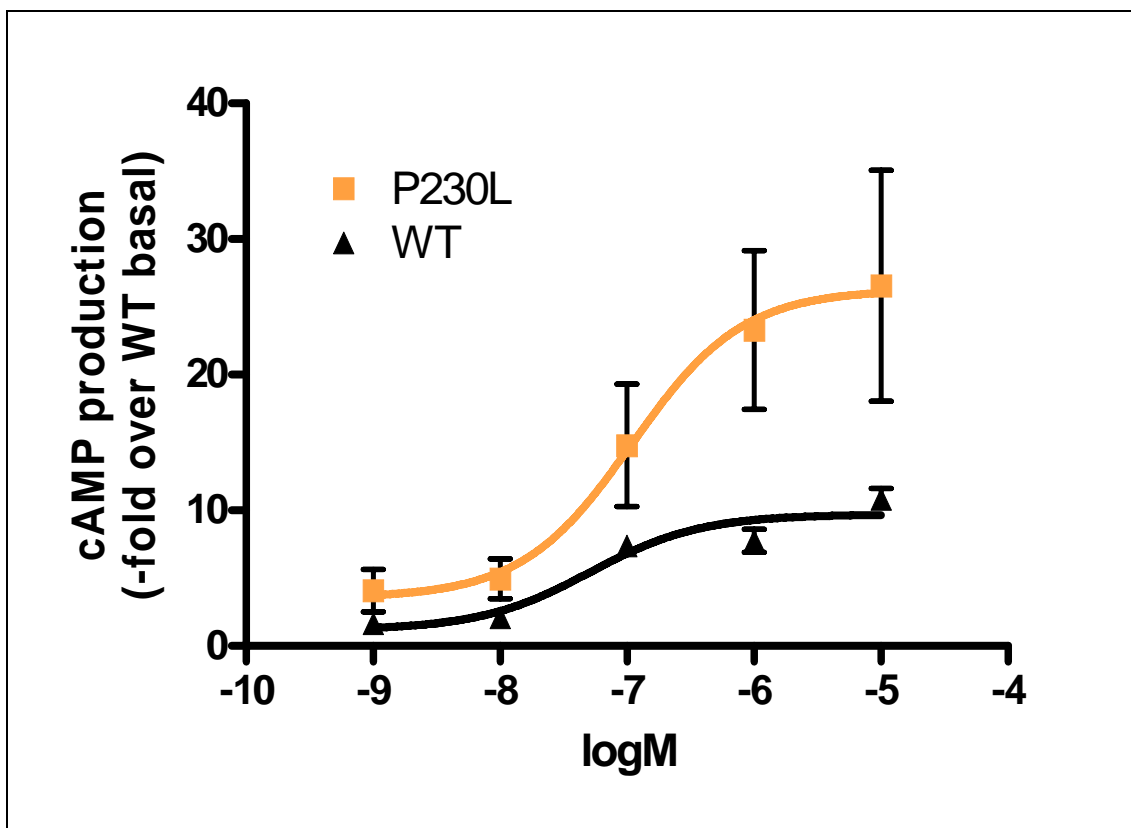 40
30
20
10
0
P230L
WT
cAMP production
(-fold over WT basal)
-10 -9 -8 -7 -6 -5 -4
logM